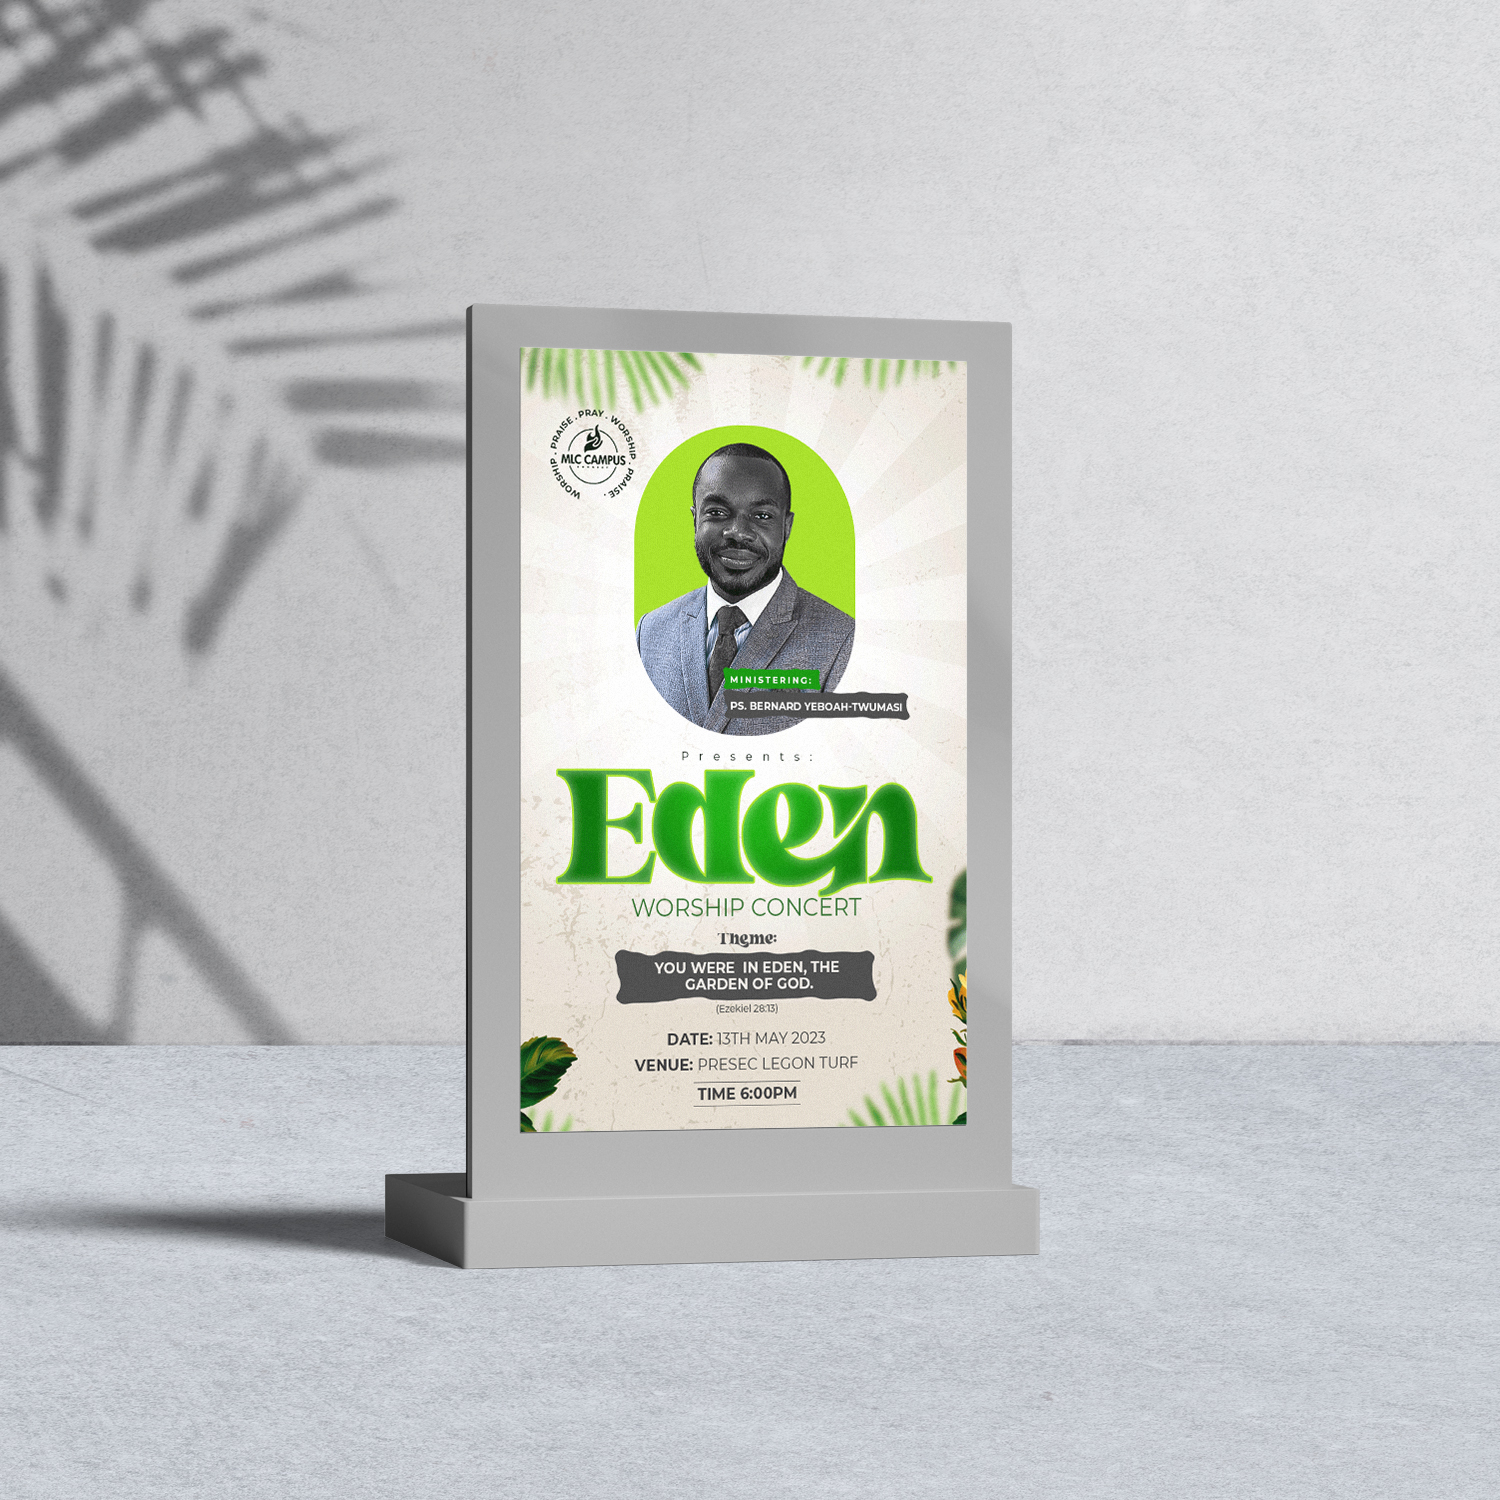 WORSHIP . PRAISE . PRAY . WORSHIP . PRAISE .
MLC CAMPUS
MINISTERING:
PS. BERNARD YEBOAH-TWUMASI
Presents:
Eden
WORSHIP CONCERT
Theme:
YOU WERE IN EDEN, THE
GARDEN OF GOD.
(Ezekiel 28:13)
DATE: 13TH MAY 2023
VENUE: PRESEC LEGON TURF
TIME 6:00PM